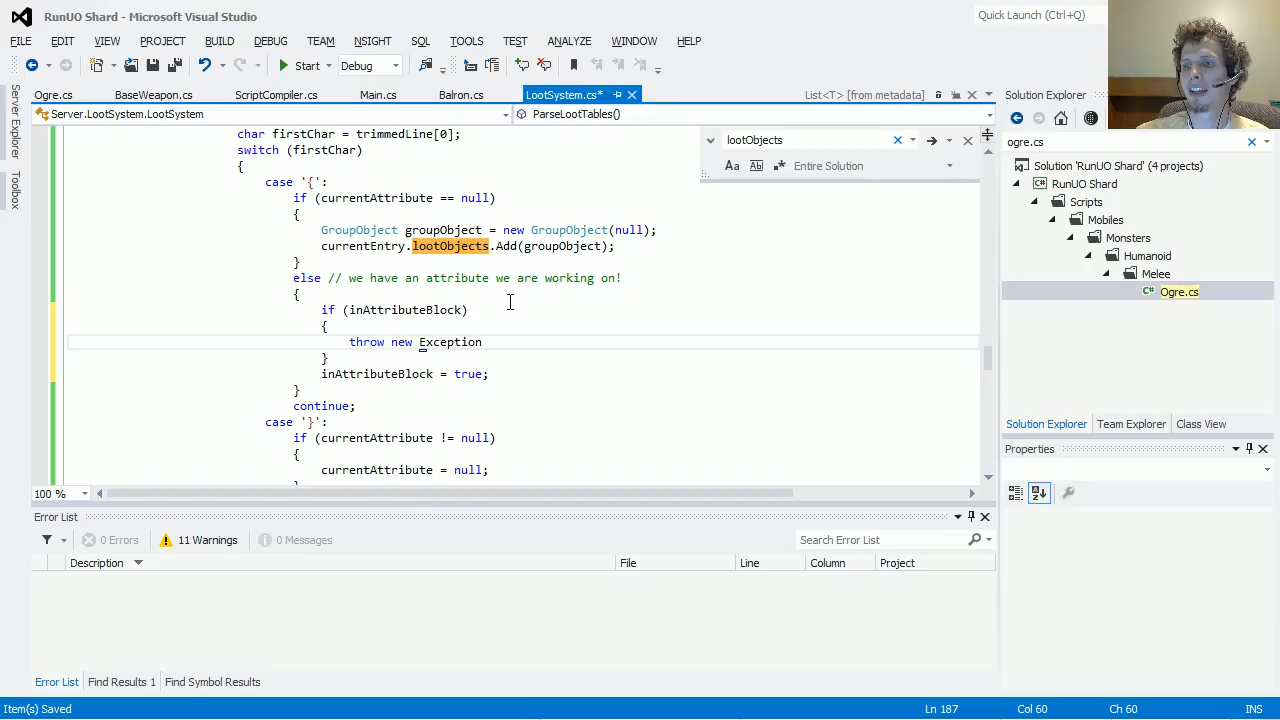 RunUO Shard - Microsoft Visual Studio
Quick Launch (Ctrl+Q)
FILE EDIT VIEW PROJECT BUILD DEBUG TEAM NSIGHT SQL TOOLS TEST ANALYZE WINDOW HELP
Start Debug
Server Explorer
Toolbox
Ogre.cs BaseWeapon.cs ScriptCompiler.cs Main.cs Balron.cs LootSystem.cs* List<T> [from metadata]
Server.LootSystem.LootSystem ParseLootTables()
lootObjects
Aa Ab Entire Solution
char firstChar = trimmedLine[0];
switch (firstChar)
{
case '{':
if (currentAttribute == null)
{
GroupObject groupObject = new GroupObject(null);
currentEntry.lootObjects.Add(groupObject);
}
else // we have an attribute we are working on!
{
if (inAttributeBlock)
{
throw new Exception
}
inAttributeBlock = true;
}
continue;
case '}':
if (currentAttribute != null)
{
currentAttribute = null;
100 %
Solution Explorer
ogre.cs
Solution 'RunUO Shard' (4 projects)
C# RunUO Shard
Scripts
Mobiles
Monsters
Humanoid
Melee
C# Ogre.cs
Solution Explorer Team Explorer Class View
Properties
Error List
0 Errors 11 Warnings 0 Messages Search Error List
Description File Line Column Project
Error List Find Results 1 Find Symbol Results
Item(s) Saved Ln 187 Col 60 Ch 60 INS